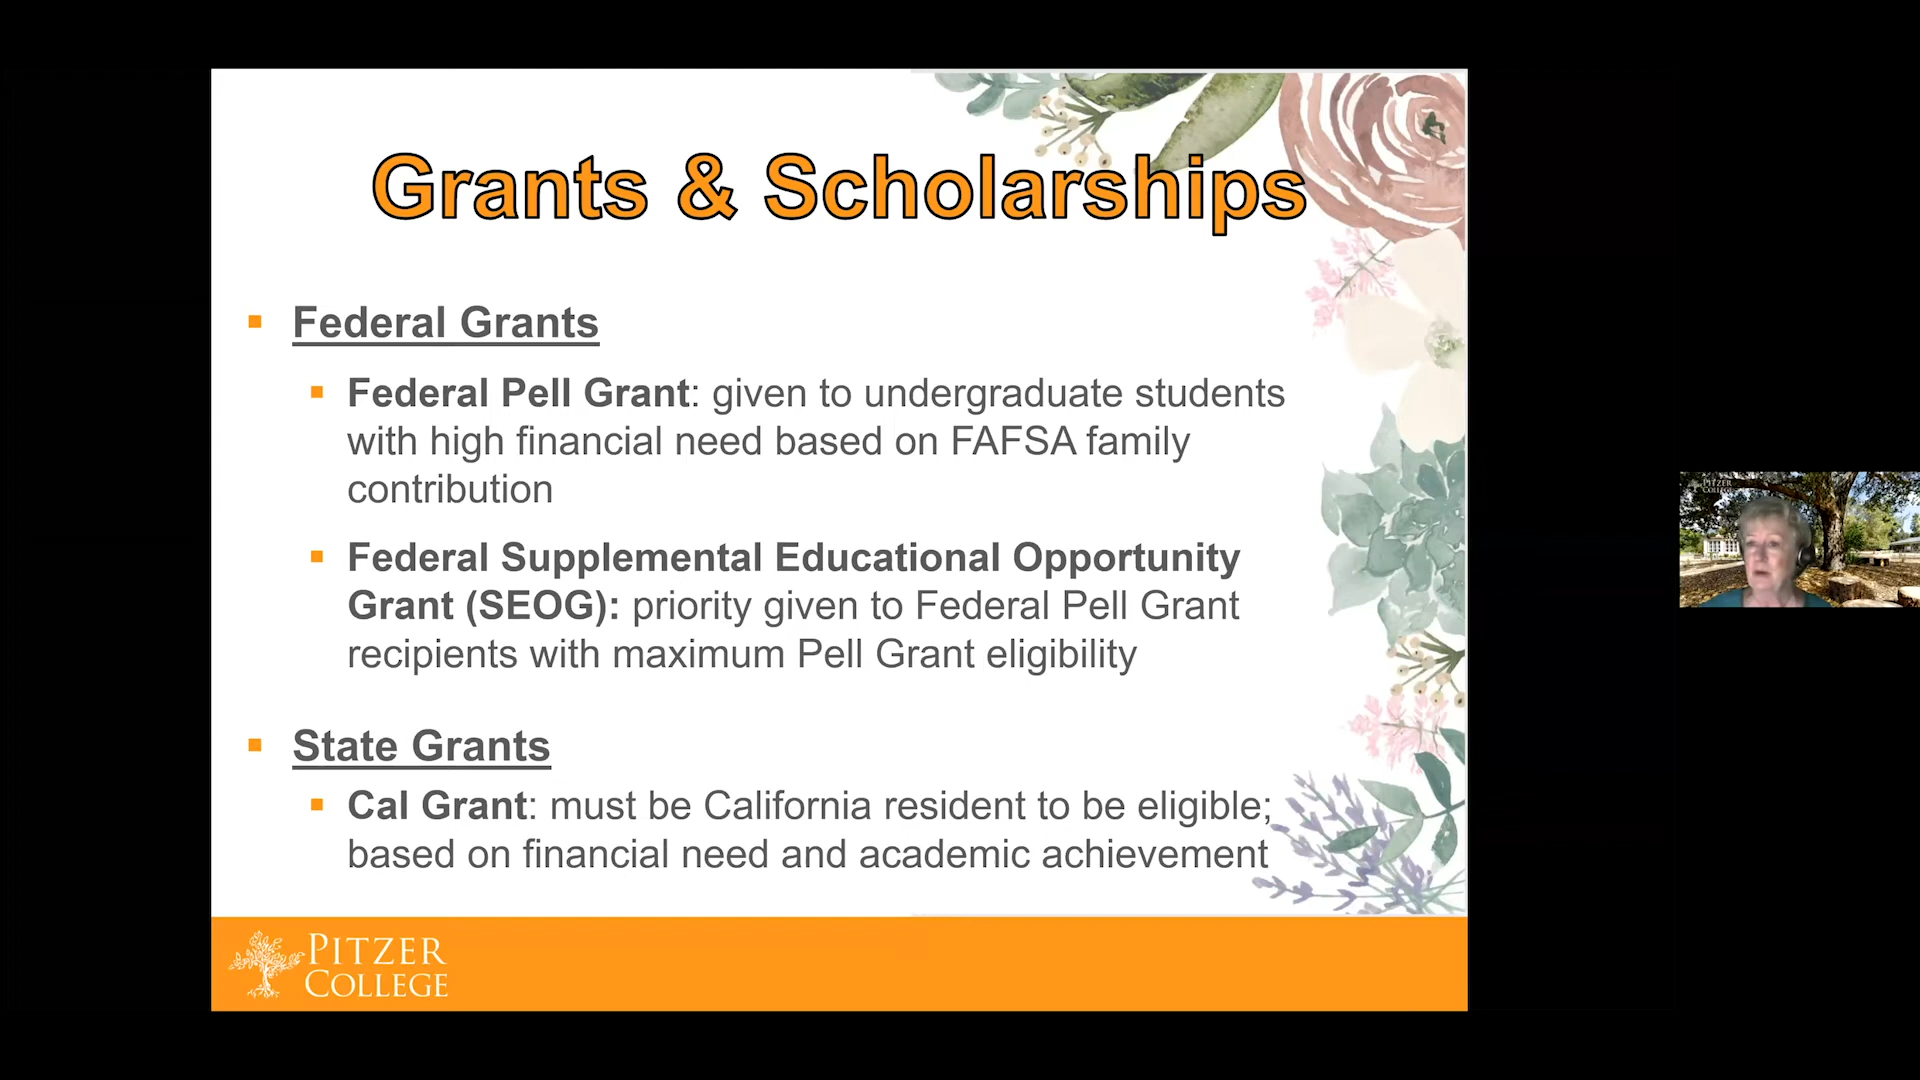 Grants & Scholarships
Federal Grants
Federal Pell Grant: given to undergraduate students
with high financial need based on FAFSA family
contribution
Federal Supplemental Educational Opportunity
Grant (SEOG): priority given to Federal Pell Grant
recipients with maximum Pell Grant eligibility
State Grants
Cal Grant: must be California resident to be eligible;
based on financial need and academic achievement
PITZER
COLLEGE
PITZER
COLLEGE